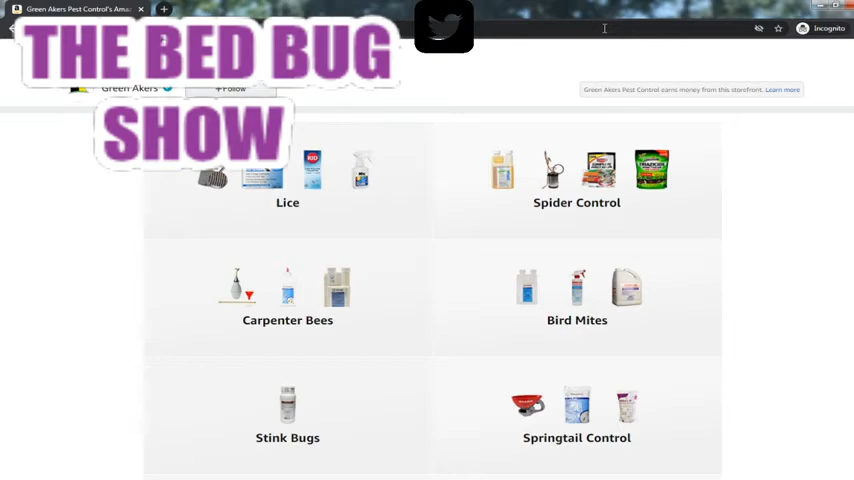 Green Akers Pest Control's Ama
Incognito
THE BED BUG
SHOW
Green Akers
+Follow
Green Akers Pest Control earns money from this storefront. Learn more
Lice
Spider Control
Carpenter Bees
Bird Mites
Stink Bugs
Springtail Control